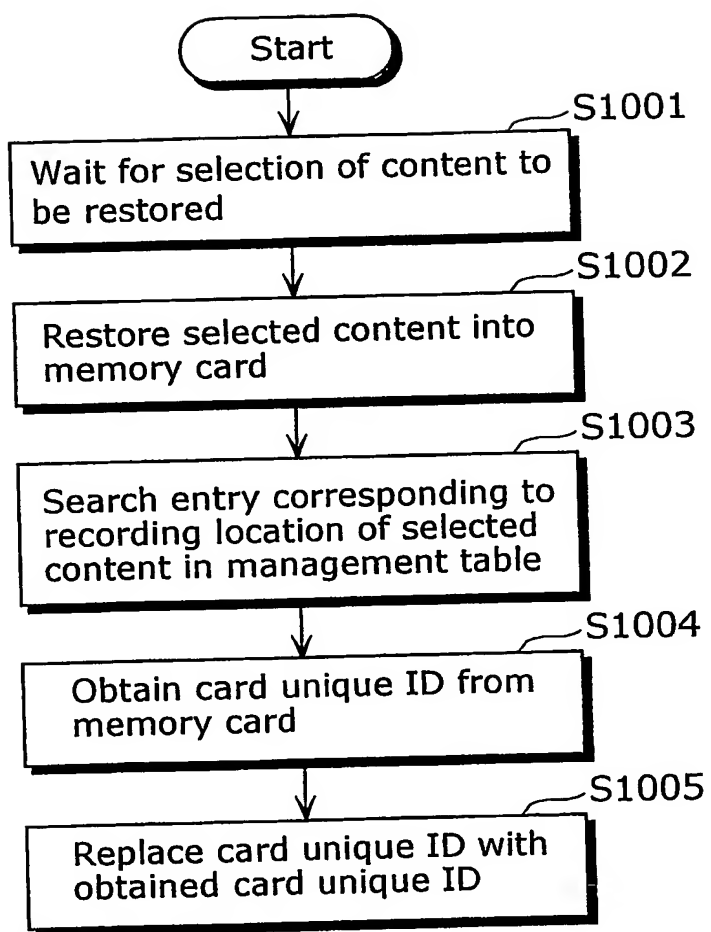 Start
S1001
Wait for selection of content to
be restored
S1002
Restore selected content into
memory card
S1003
Search entry corresponding to
recording location of selected
content in management table
S1004
Obtain card unique ID from
memory card
S1005
Replace card unique ID with
obtained card unique ID